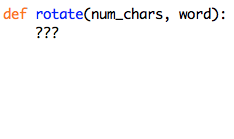 def rotate(num_chars, word):
    ???